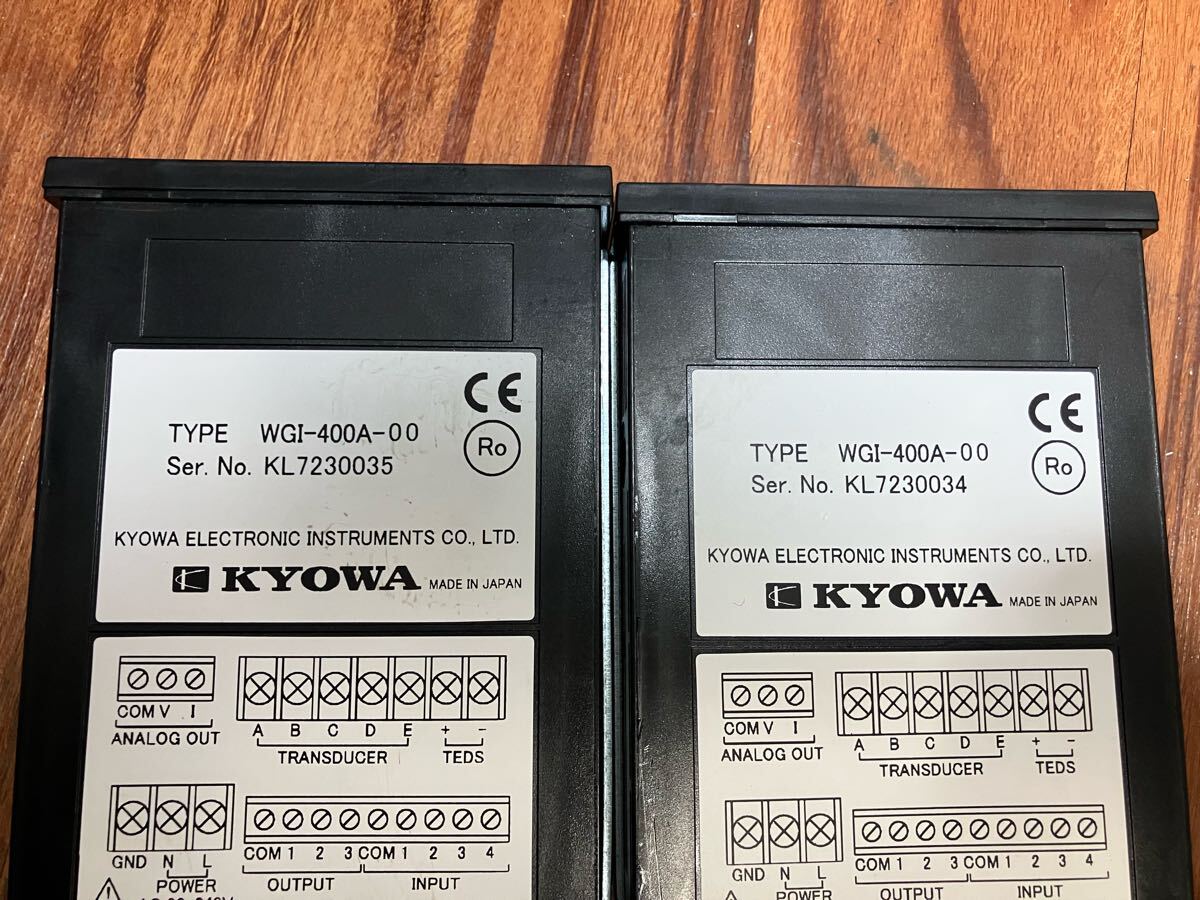 CE
TYPE WGI-400A-00
Ro
Ser. No. KL7230035
KYOWA ELECTRONIC INSTRUMENTS CO., LTD.
KYOWA MADE IN JAPAN
COM V I
ANALOG OUT
A B C D E + -
TRANSDUCER TEDS
GND N L
POWER
COM 1 2 3 COM 1 2 3 4
OUTPUT INPUT
CE
TYPE WGI-400A-00
Ro
Ser. No. KL7230034
KYOWA ELECTRONIC INSTRUMENTS CO., LTD.
KYOWA MADE IN JAPAN
COM V I
ANALOG OUT
A B C D E + -
TRANSDUCER TEDS
GND N L
POWER
COM 1 2 3 COM 1 2 3 4
OUTPUT INPUT